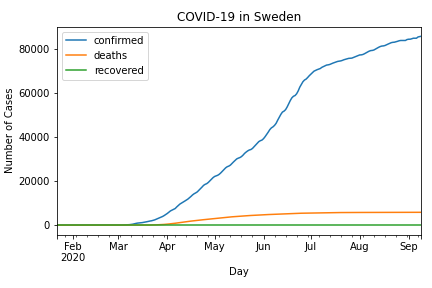 COVID-19 in Sweden
confirmed
deaths
recovered
Number of Cases
80000
60000
40000
20000
0
Feb Mar Apr May Jun Jul Aug Sep
2020
Day